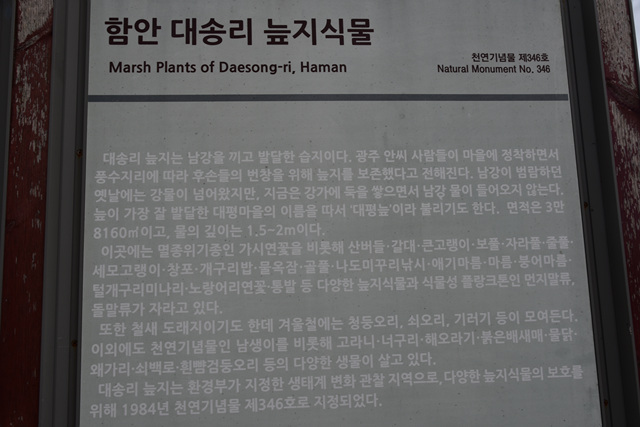 함안 대송리 늪지식물
Marsh Plants of Daesong-ri, Haman
천연기념물 제346호
Natural Monument No. 346
대송리 늪지는 남강을 끼고 발달한 습지이다. 광주 안씨 사람들이 마을에 정착하면서
풍수지리에 따라 후손들의 번창을 위해 늪지를 보존했다고 전해진다. 남강이 범람하던
옛날에는 강물이 넘어왔지만, 지금은 강가에 둑을 쌓으면서 남강 물이 들어오지 않는다.
늪이 가장 잘 발달한 대평마을의 이름을 따서 '대평늪'이라 불리기도 한다. 면적은 3만
8160㎡이고, 물의 깊이는 1.5~2m이다.
이곳에는 멸종위기종인 가시연꽃을 비롯해 산버들·갈대·큰고랭이·보풀·자라풀·줄풀·
세모고랭이·창포·개구리밥·물옥잠·골풀·나도미꾸리낚시·애기마름·마름·붕어마름·
털개구리미나리·노랑어리연꽃·통발 등 다양한 늪지식물과 식물성 플랑크톤인 먼지말류,
돌말류가 자라고 있다.
또한 철새 도래지이기도 한데 겨울철에는 청둥오리, 쇠오리, 기러기 등이 모여든다.
이외에도 천연기념물인 남생이를 비롯해 고라니·너구리·해오라기·붉은배새매·물닭·
왜가리·쇠백로·흰뺨검둥오리 등의 다양한 생물이 살고 있다.
대송리 늪지는 환경부가 지정한 생태계 변화 관찰 지역으로, 다양한 늪지식물의 보호를
위해 1984년 천연기념물 제346호로 지정되었다.